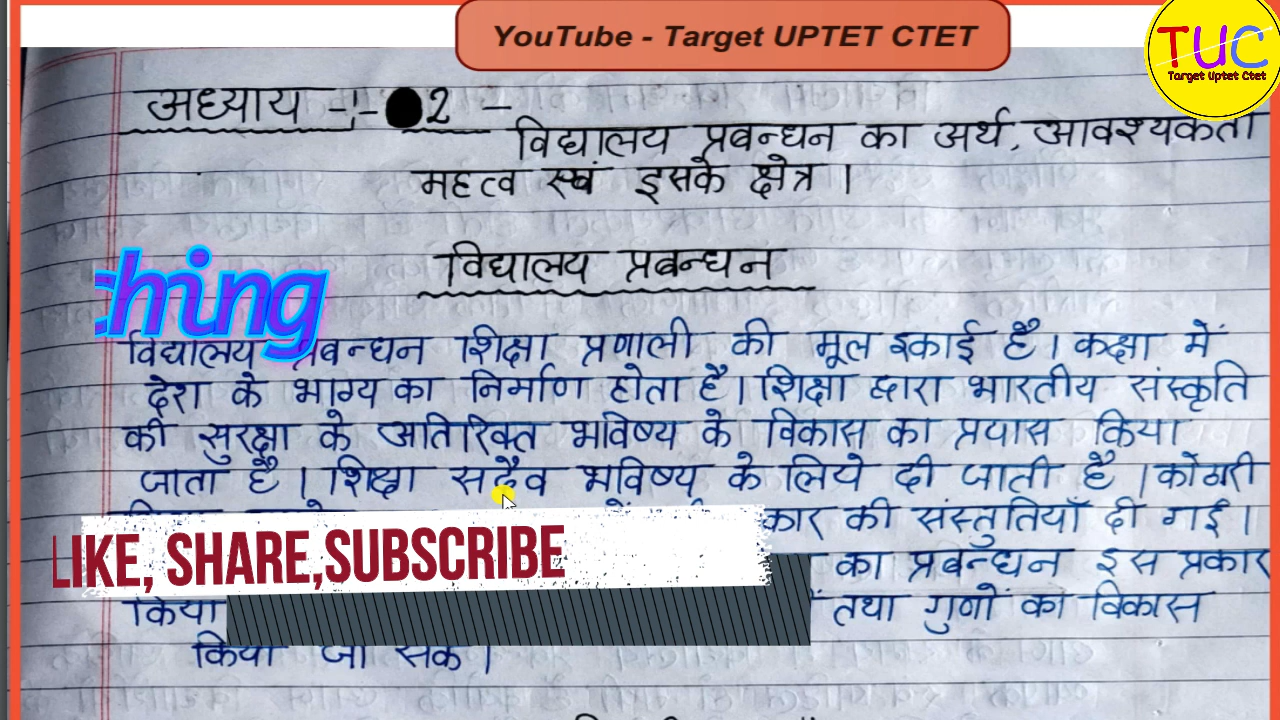 YouTube - Target UPTET CTET
TUC
Target Uptet Ctet
अध्याय -:- 02 -
विद्यालय प्रबन्धन का अर्थ, आवश्यकता
महत्व एवं इसके क्षेत्र ।
विद्यालय प्रबन्धन
hing
विद्यालय प्रबन्धन शिक्षा प्रणाली की मूल इकाई है । कक्षा में
देश के भाग्य का निर्माण होता है । शिक्षा द्वारा भारतीय संस्कृति
की सुरक्षा के अतिरिक्त भविष्य के विकास का प्रयास किया
जाता है । शिक्षा सदैव भविष्य के लिये दी जाती है । कोठारी
कार की सस्तुतियाँ दी गई ।
LIKE, SHARE,SUBSCRIBE
का प्रबन्धन इस प्रकार
किया तथा गुणों का विकास
किया जा सके ।